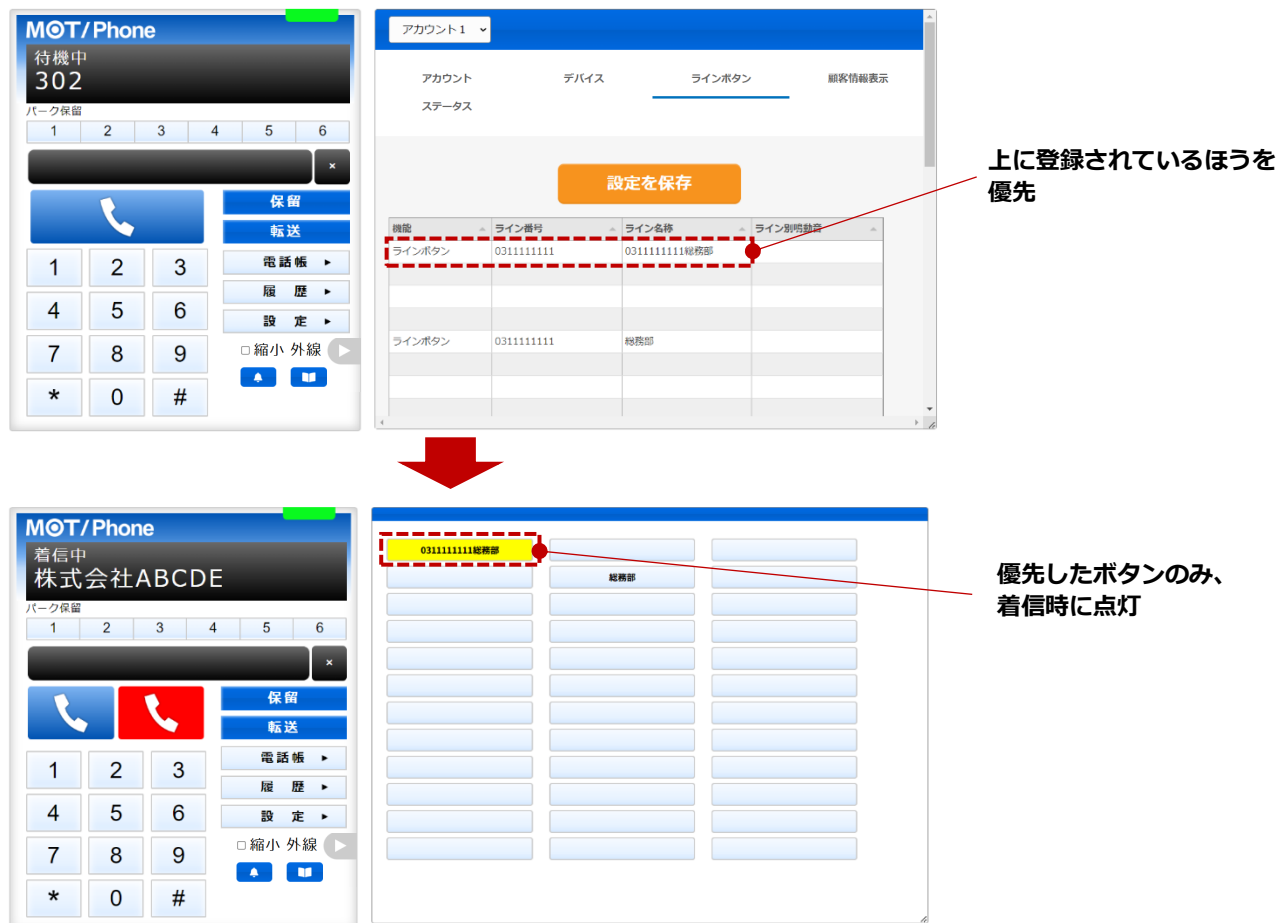 MOT/Phone
待機中
302
パーク保留
1 2 3 4 5 6
×
保留
転送
1 2 3
電話帳 ►
履 歴 ►
4 5 6
設 定 ►
7 8 9
縮小 外線
* 0 #
アカウント 1
アカウント デバイス ラインボタン 顧客情報表示
ステータス
設定を保存
機能 ライン番号 ライン名称 ライン別鳴動音
ラインボタン 0311111111 0311111111総務部
ラインボタン 0311111111 総務部
上に登録されているほうを
優先
MOT/Phone
着信中
株式会社ABCDE
パーク保留
1 2 3 4 5 6
×
保留
転送
電話帳 ►
1 2 3
履 歴 ►
4 5 6
設 定 ►
縮小 外線
7 8 9
* 0 #
0311111111総務部
総務部
優先したボタンのみ、
着信時に点灯